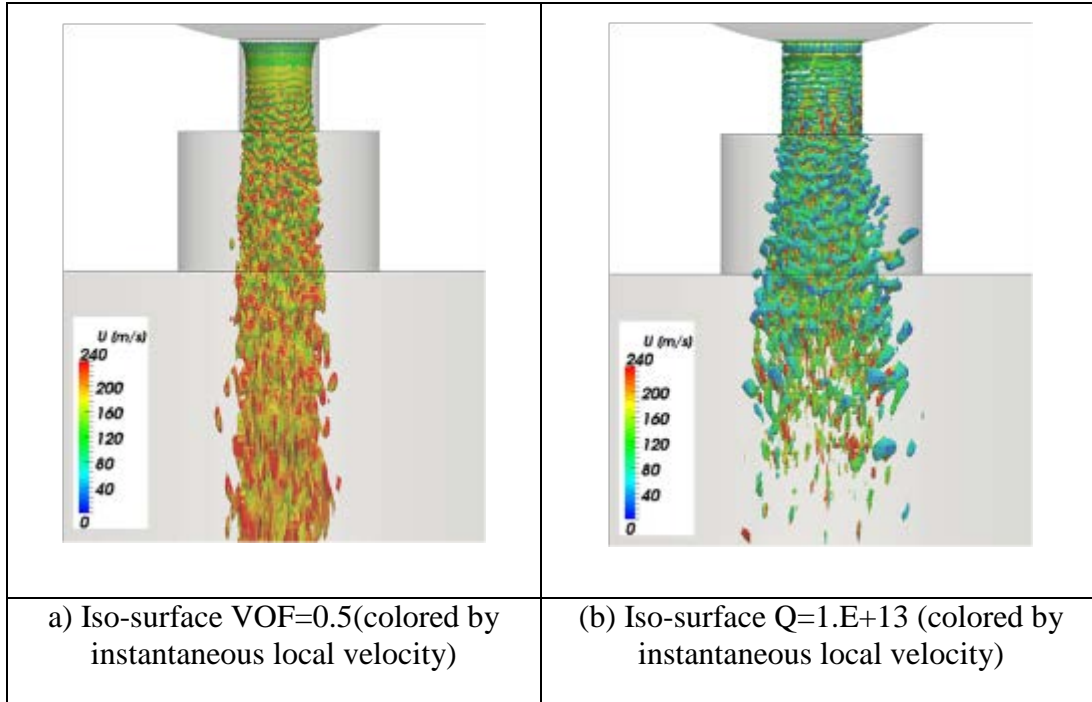 U (m/s)
240
200
160
120
80
40
0
U (m/s)
240
200
160
120
80
40
0
a) Iso-surface VOF=0.5(colored by
instantaneous local velocity)
(b) Iso-surface Q=1.E+13 (colored by
instantaneous local velocity)